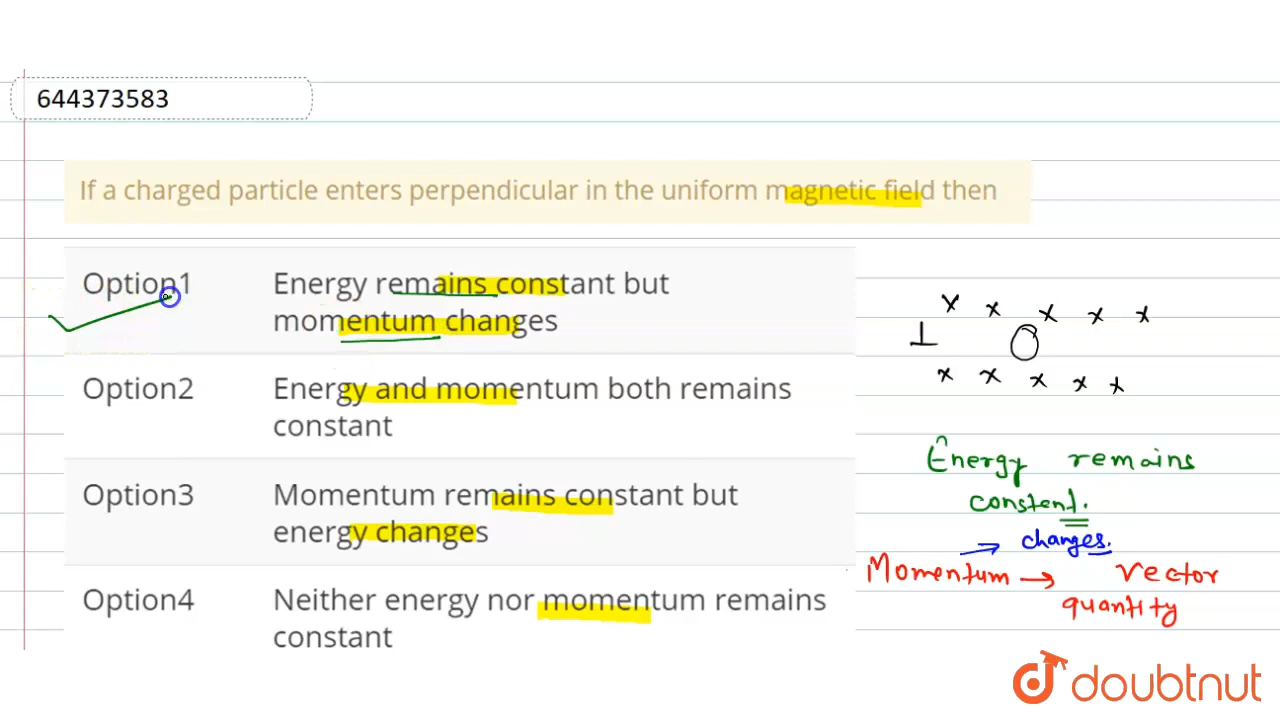 644373583
If a charged particle enters perpendicular in the uniform magnetic field then
Option1
Energy remains constant but
momentum changes
Option2
Energy and momentum both remains
constant
Option3
Momentum remains constant but
energy changes
Option4
Neither energy nor momentum remains
constant
x x x x x
⊥
x x x x x
Energy remains
constent.
→ changes.
Momentum → vector
quantity
doubtnut